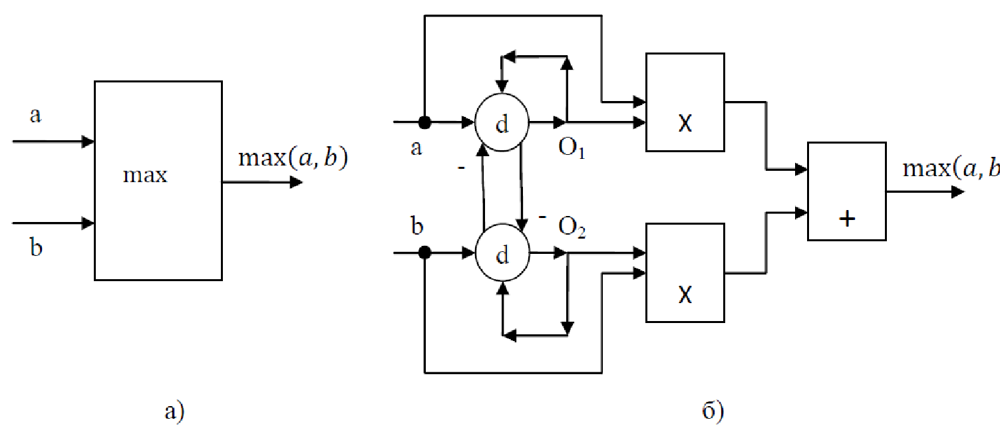 a
max
max(a, b)
b
a
d
O₁
-
b
d
O₂
-
X
X
+
max(a, b
а)
б)